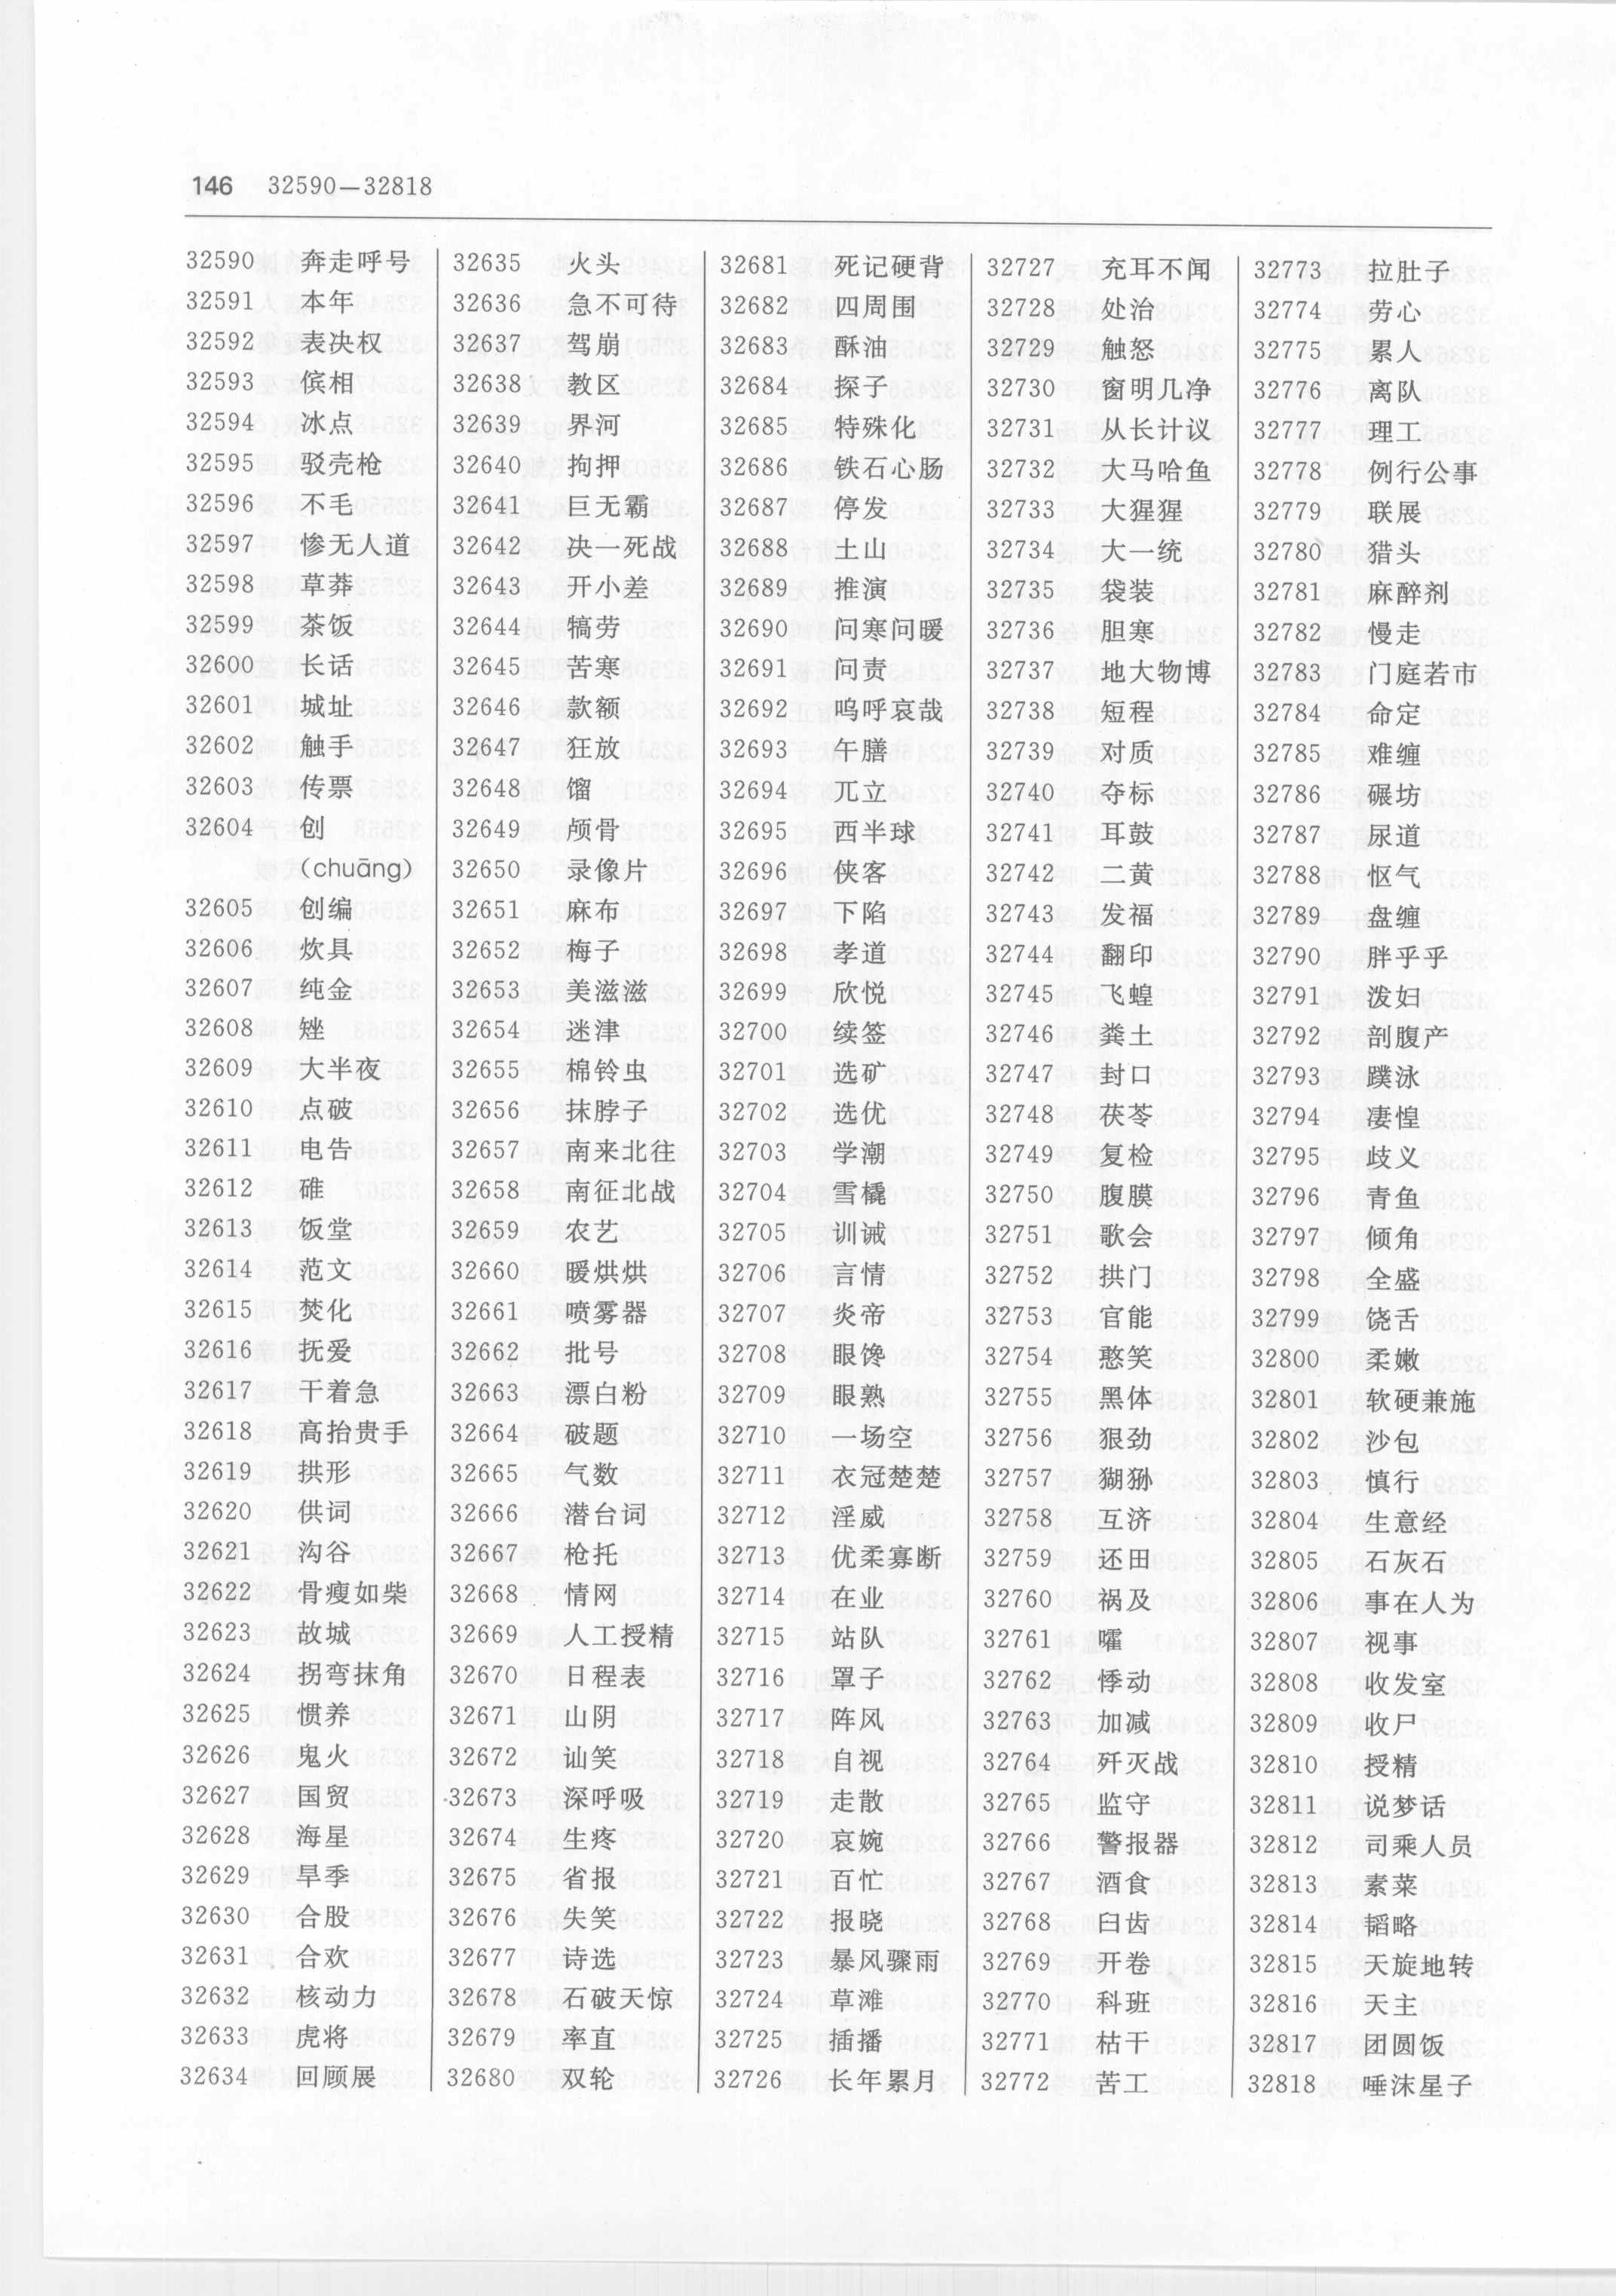 146 32590—32818
32590 奔走呼号
32591 本年
32592 表决权
32593 傧相
32594 冰点
32595 驳壳枪
32596 不毛
32597 惨无人道
32598 草莽
32599 茶饭
32600 长话
32601 城址
32602 触手
32603 传票
32604 创
(chuāng)
32605 创编
32606 炊具
32607 纯金
32608 矬
32609 大半夜
32610 点破
32611 电告
32612 碓
32613 饭堂
32614 范文
32615 焚化
32616 抚爱
32617 干着急
32618 高抬贵手
32619 拱形
32620 供词
32621 沟谷
32622 骨瘦如柴
32623 故城
32624 拐弯抹角
32625 惯养
32626 鬼火
32627 国贸
32628 海星
32629 旱季
32630 合股
32631 合欢
32632 核动力
32633 虎将
32634 回顾展
32635 火头
32636 急不可待
32637 驾崩
32638 教区
32639 界河
32640 拘押
32641 巨无霸
32642 决一死战
32643 开小差
32644 犒劳
32645 苦寒
32646 款额
32647 狂放
32648 馏
32649 颅骨
32650 录像片
32651 麻布
32652 梅子
32653 美滋滋
32654 迷津
32655 棉铃虫
32656 抹脖子
32657 南来北往
32658 南征北战
32659 农艺
32660 暖烘烘
32661 喷雾器
32662 批号
32663 漂白粉
32664 破题
32665 气数
32666 潜台词
32667 枪托
32668 情网
32669 人工授精
32670 日程表
32671 山阴
32672 讪笑
32673 深呼吸
32674 生疼
32675 省报
32676 失笑
32677 诗选
32678 石破天惊
32679 率直
32680 双轮
32681 死记硬背
32682 四周围
32683 酥油
32684 探子
32685 特殊化
32686 铁石心肠
32687 停发
32688 土山
32689 推演
32690 问寒问暖
32691 问责
32692 呜呼哀哉
32693 午膳
32694 兀立
32695 西半球
32696 侠客
32697 下陷
32698 孝道
32699 欣悦
32700 续签
32701 选矿
32702 选优
32703 学潮
32704 雪橇
32705 训诫
32706 言情
32707 炎帝
32708 眼馋
32709 眼熟
32710 一场空
32711 衣冠楚楚
32712 淫威
32713 优柔寡断
32714 在业
32715 站队
32716 罩子
32717 阵风
32718 自视
32719 走散
32720 哀婉
32721 百忙
32722 报晓
32723 暴风骤雨
32724 草滩
32725 插播
32726 长年累月
32727 充耳不闻
32728 处治
32729 触怒
32730 窗明几净
32731 从长计议
32732 大马哈鱼
32733 大猩猩
32734 大一统
32735 袋装
32736 胆寒
32737 地大物博
32738 短程
32739 对质
32740 夺标
32741 耳鼓
32742 二黄
32743 发福
32744 翻印
32745 飞蝗
32746 粪土
32747 封口
32748 茯苓
32749 复检
32750 腹膜
32751 歌会
32752 拱门
32753 官能
32754 憨笑
32755 黑体
32756 狠劲
32757 猢狲
32758 互济
32759 还田
32760 祸及
32761 嚯
32762 悸动
32763 加减
32764 歼灭战
32765 监守
32766 警报器
32767 酒食
32768 臼齿
32769 开卷
32770 科班
32771 枯干
32772 苦工
32773 拉肚子
32774 劳心
32775 累人
32776 离队
32777 理工
32778 例行公事
32779 联展
32780 猎头
32781 麻醉剂
32782 慢走
32783 门庭若市
32784 命定
32785 难缠
32786 碾坊
32787 尿道
32788 怄气
32789 盘缠
32790 胖乎乎
32791 泼妇
32792 剖腹产
32793 蹼泳
32794 凄惶
32795 歧义
32796 青鱼
32797 倾角
32798 全盛
32799 饶舌
32800 柔嫩
32801 软硬兼施
32802 沙包
32803 慎行
32804 生意经
32805 石灰石
32806 事在人为
32807 视事
32808 收发室
32809 收尸
32810 授精
32811 说梦话
32812 司乘人员
32813 素菜
32814 韬略
32815 天旋地转
32816 天主
32817 团圆饭
32818 唾沫星子